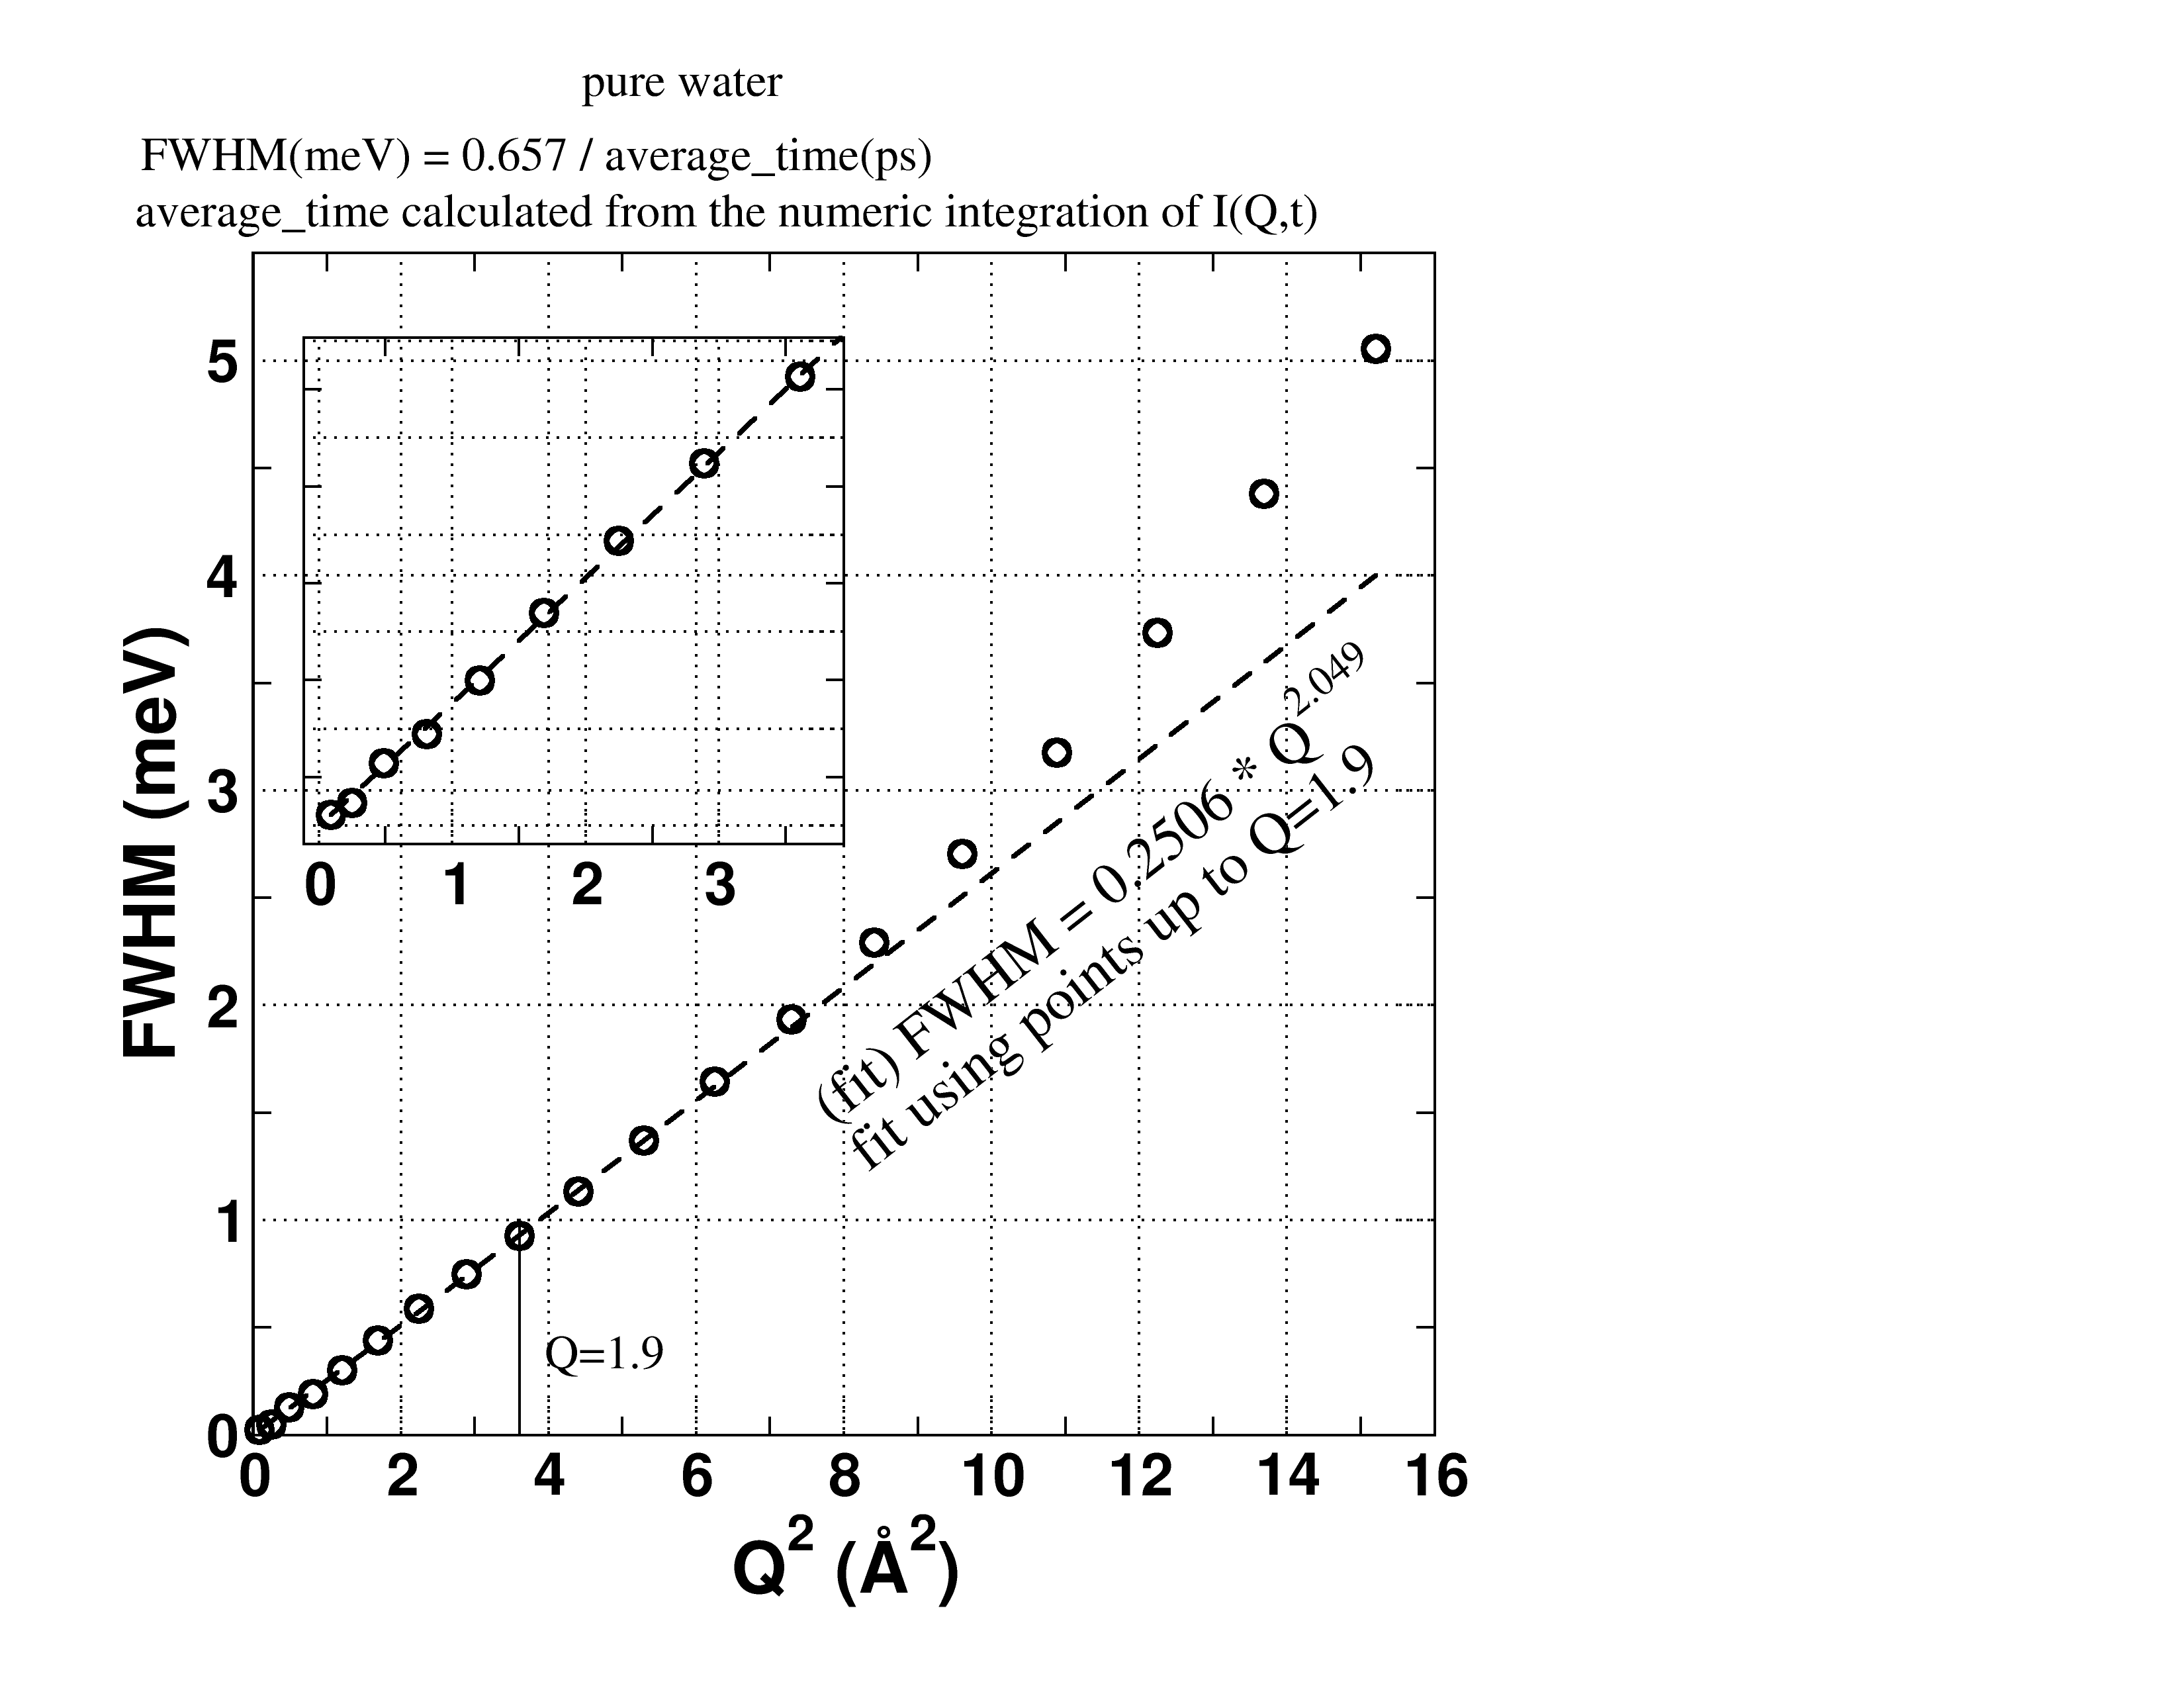 pure water
FWHM(meV) = 0.657 / average_time(ps)
average_time calculated from the numeric integration of I(Q,t)
5
4
3
2
1
0
FWHM (meV)
0 1 2 3
(fit) FWHM = 0.2506 * Q^2.049
fit using points up to Q=1.9
Q=1.9
0 2 4 6 8 10 12 14 16
Q² (Å²)